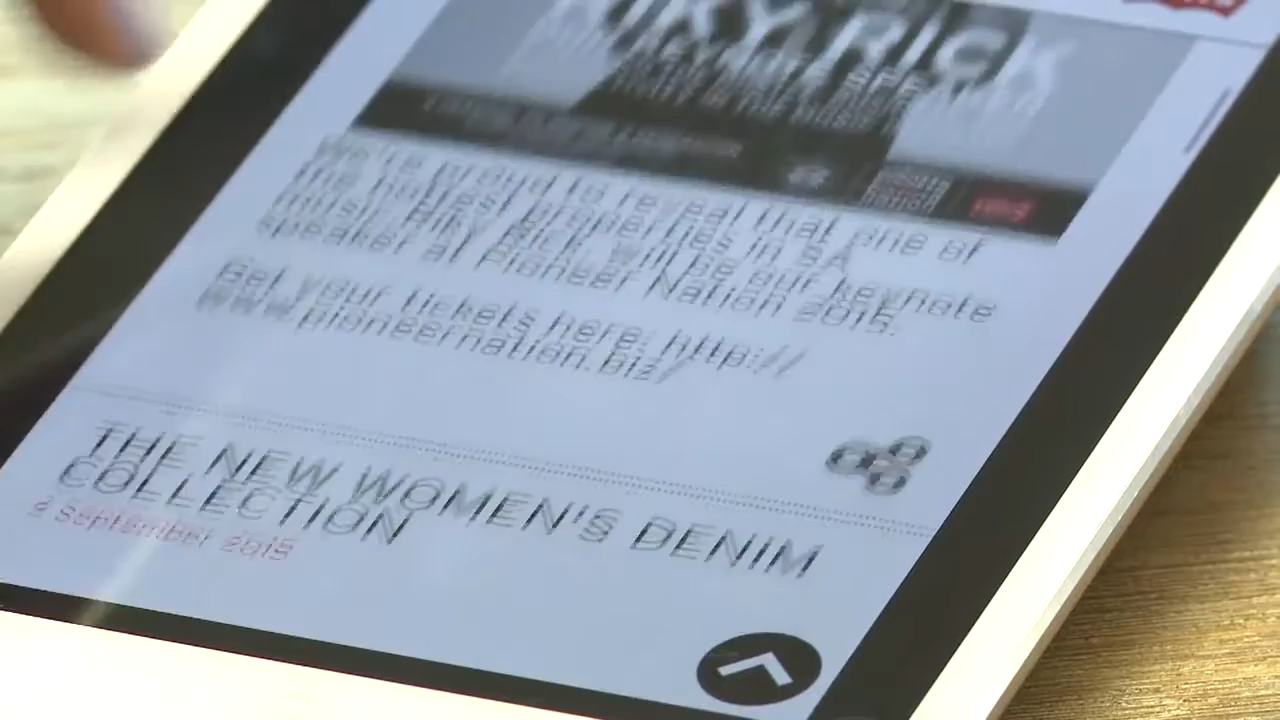 RIKY RICK
We're proud to reveal that one of
the hottest properties in SA
music, Riky Rick, will be our keynote
speaker at Pioneer Nation 2015.
Get your tickets here: http://
www.pioneernation.biz/
THE NEW WOMEN'S DENIM
COLLECTION
2 September 2015